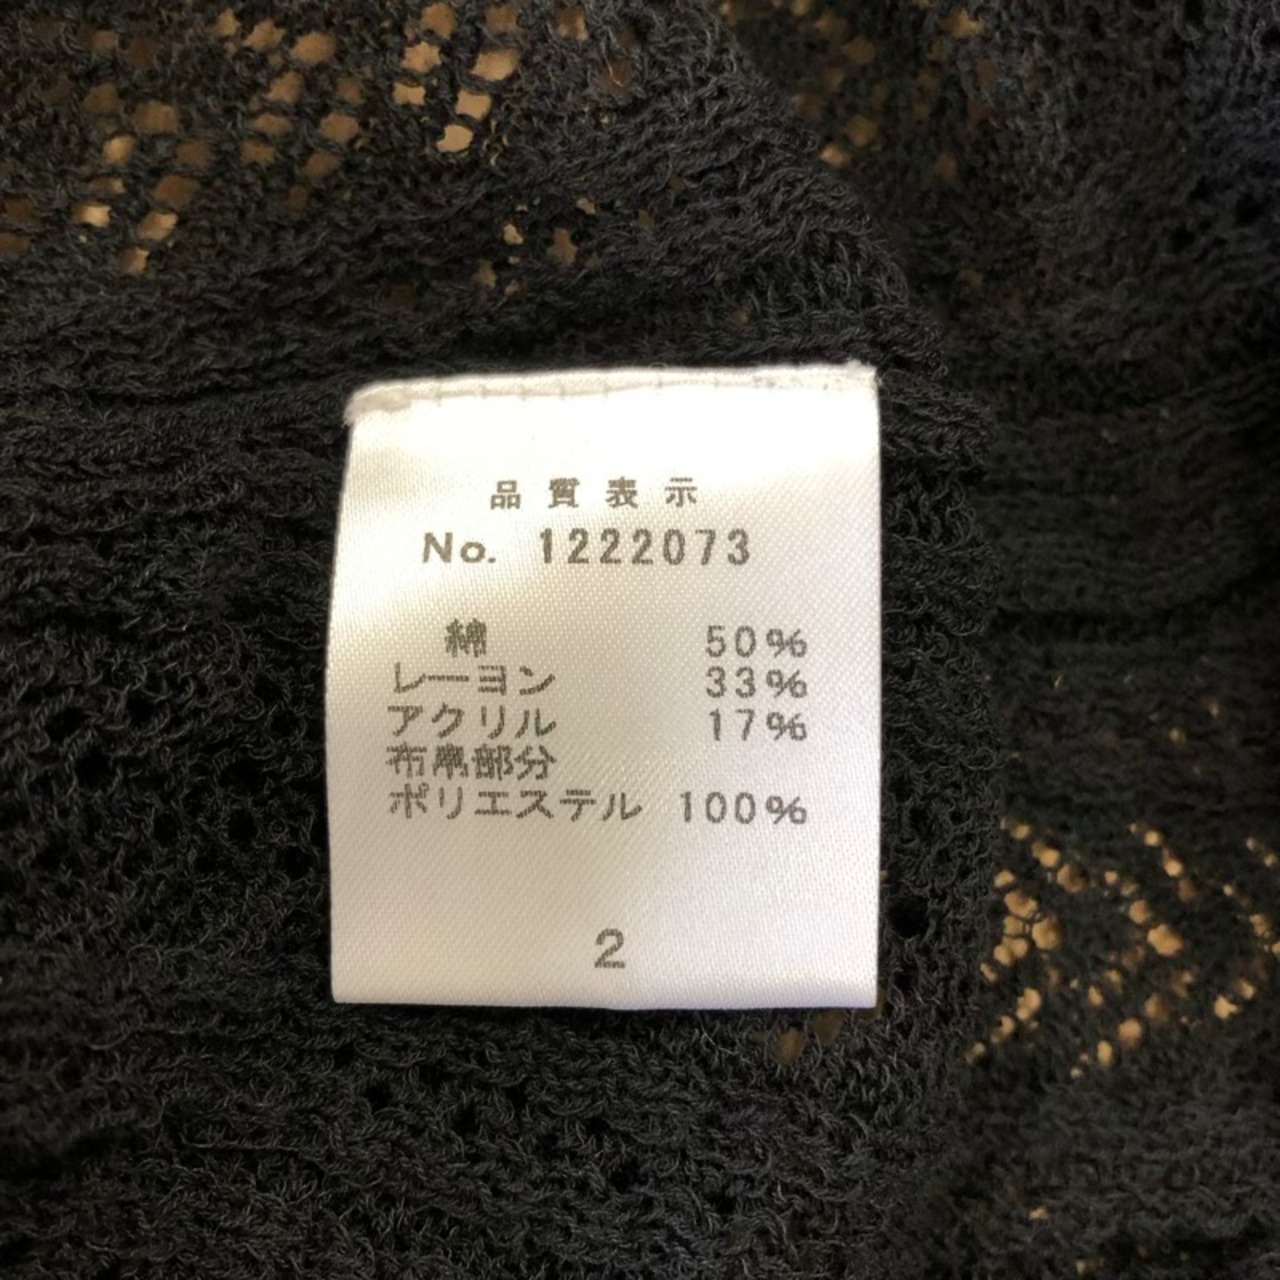 品質表示
No. 1222073
綿 50%
レーヨン 33%
アクリル 17%
布帛部分
ポリエステル 100%
2